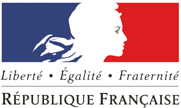 Liberté • Égalité • Fraternité
RÉPUBLIQUE FRANÇAISE